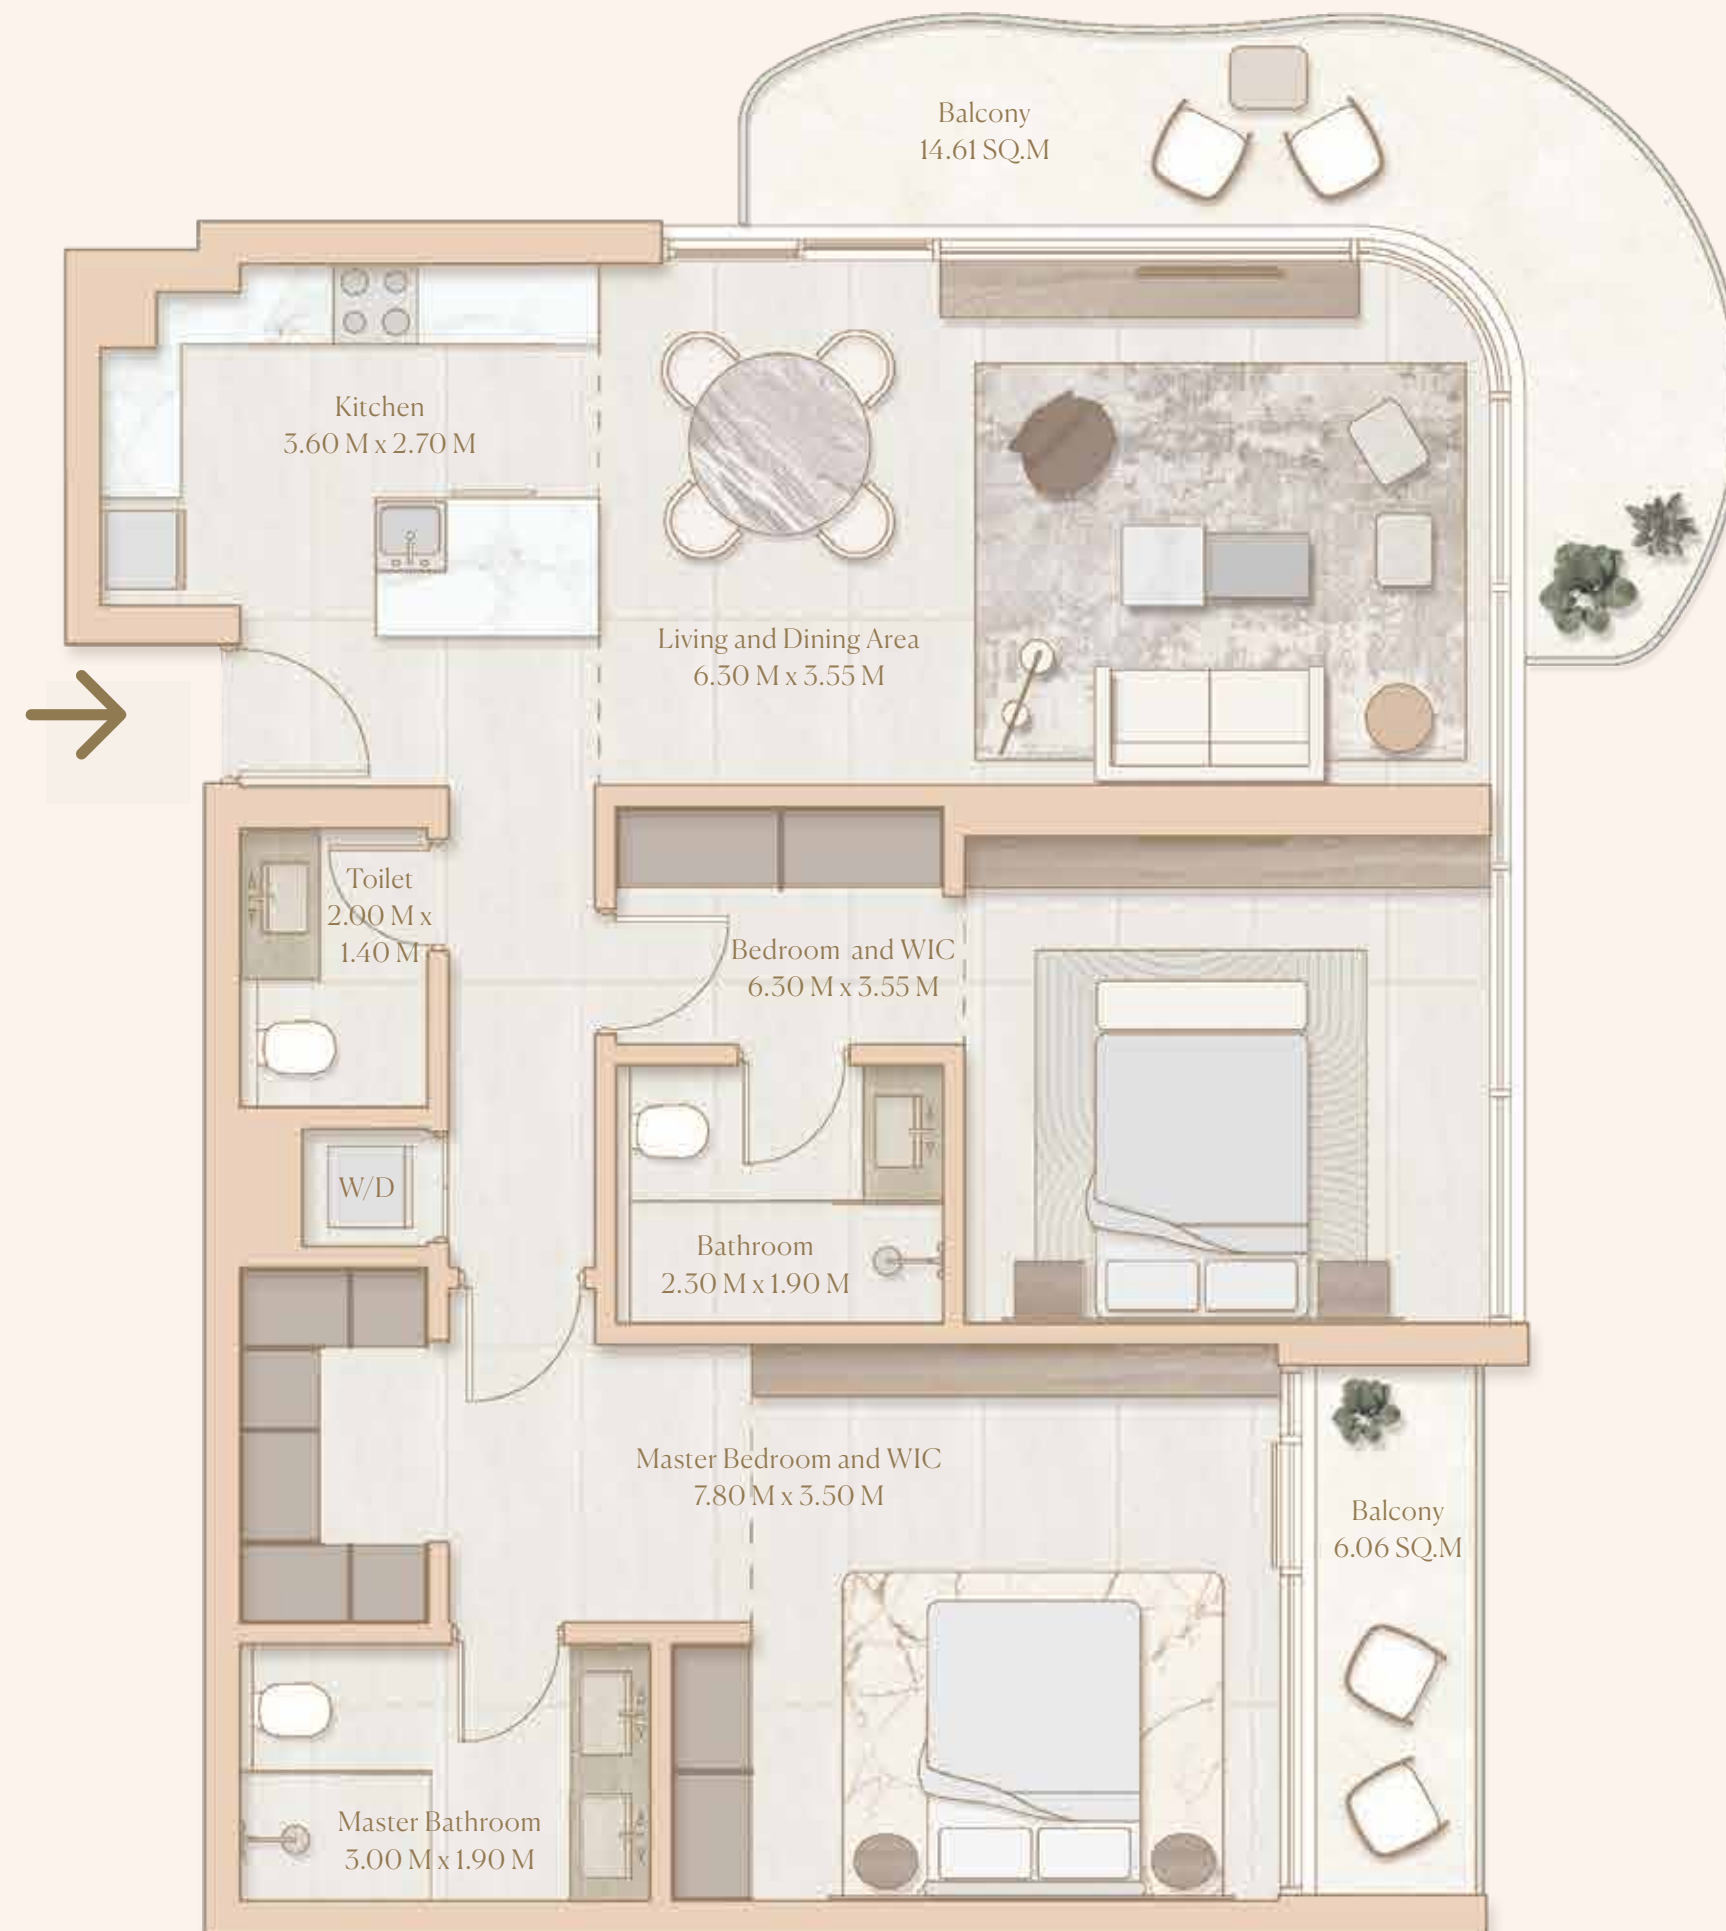 Balcony
14.61 SQ.M
Kitchen
3.60 M x 2.70 M
Living and Dining Area
6.30 M x 3.55 M
Toilet
2.00 M x
1.40 M
Bedroom and WIC
6.30 M x 3.55 M
W/D
Bathroom
2.30 M x 1.90 M
Master Bedroom and WIC
7.80 M x 3.50 M
Balcony
6.06 SQ.M
Master Bathroom
3.00 M x 1.90 M